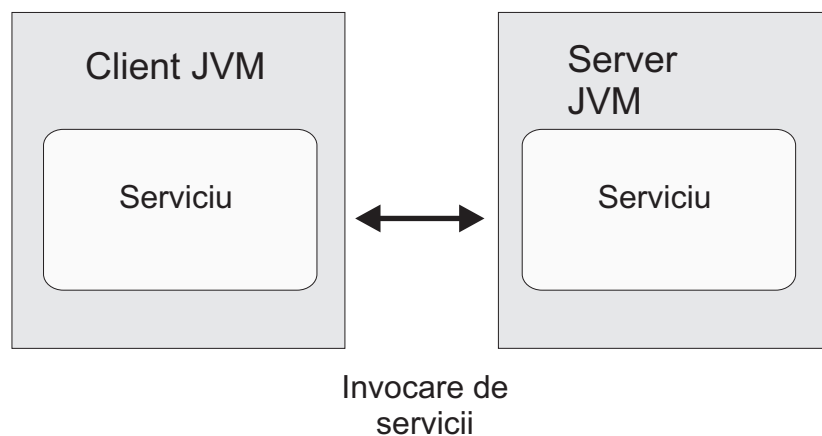 Client JVM
Server
JVM
Serviciu
Serviciu
Invocare de
servicii